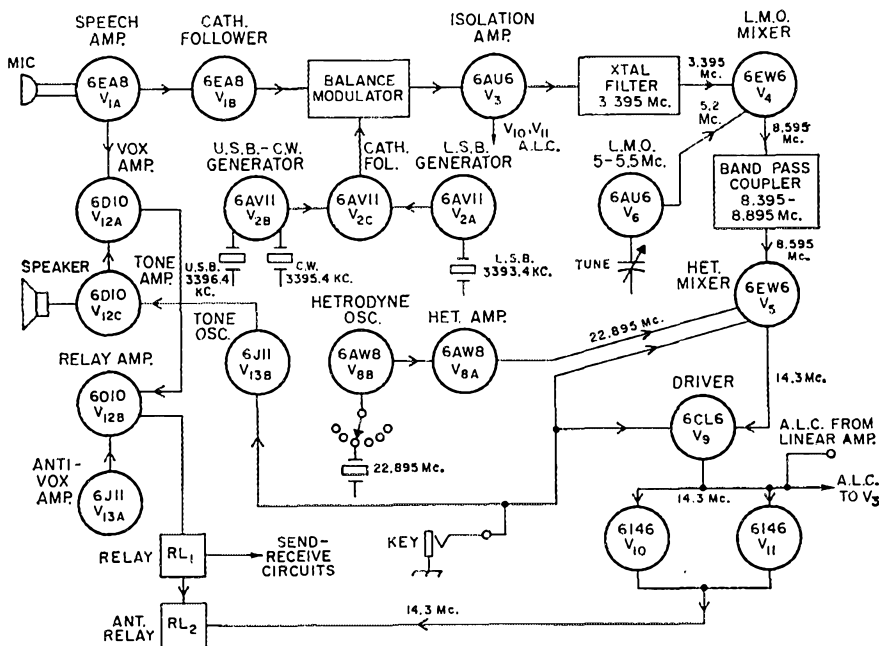 SPEECH
AMP.
CATH.
FOLLOWER
ISOLATION
AMP.
L.M.O.
MIXER
MIC
6EA8
V1A
6EA8
V1B
BALANCE
MODULATOR
6AU6
V3
XTAL
FILTER
3.395 Mc.
3.395
Mc.
6EW6
V4
V10, V11
A.L.C.
5.2
Mc.
8.595
Mc.
VOX
AMP.
U.S.B.-C.W.
GENERATOR
CATH.
FOL.
L.S.B.
GENERATOR
L.M.O.
5-5.5Mc.
BAND PASS
COUPLER
8.395-
8.895 Mc.
6D10
V12A
6AV11
V2B
6AV11
V2C
6AV11
V2A
6AU6
V6
8.595
Mc.
SPEAKER
TONE
AMP.
U.S.B.
3396.4
KC.
C.W.
3395.4 KC.
L.S.B.
3393.4KC.
TUNE
HET.
MIXER
6D10
V12C
TONE
OSC.
HETRODYNE
OSC.
HET. AMP.
22.895 Mc.
6EW6
V5
RELAY AMP.
6J11
V13B
6AW8
V8B
6AW8
V8A
14.3 Mc.
6D10
V12B
DRIVER
6CL6
V9
A.L.C. FROM
LINEAR AMP.
ANTI-
VOX
AMP.
22.895 Mc.
6J11
V13A
14.3 Mc.
A.L.C.
TO V3
KEY
6146
V10
6146
V11
RELAY
RL1
SEND-
RECEIVE
CIRCUITS
ANT.
RELAY
RL2
14.3 Mc.